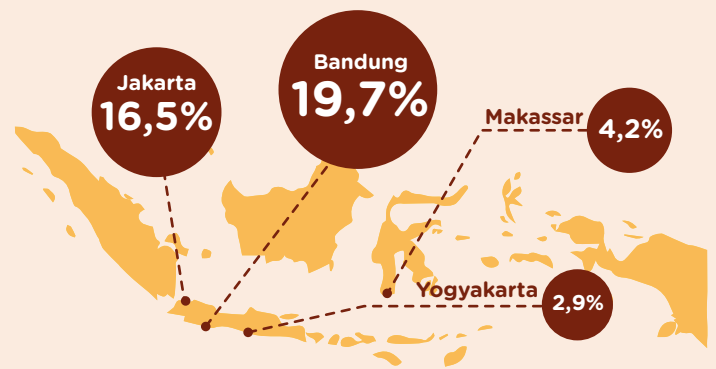 Jakarta
16,5%
Bandung
19,7%
Makassar
4,2%
Yogyakarta
2,9%